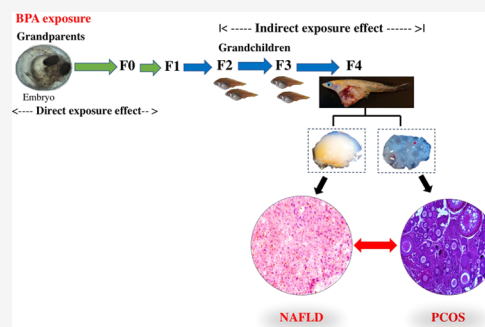 BPA exposure
|< ----- Indirect exposure effect ------>|
Grandparents
Grandchildren
F0
F1
F2
F3
F4
Embryo
<---- Direct exposure effect-- >
NAFLD
PCOS